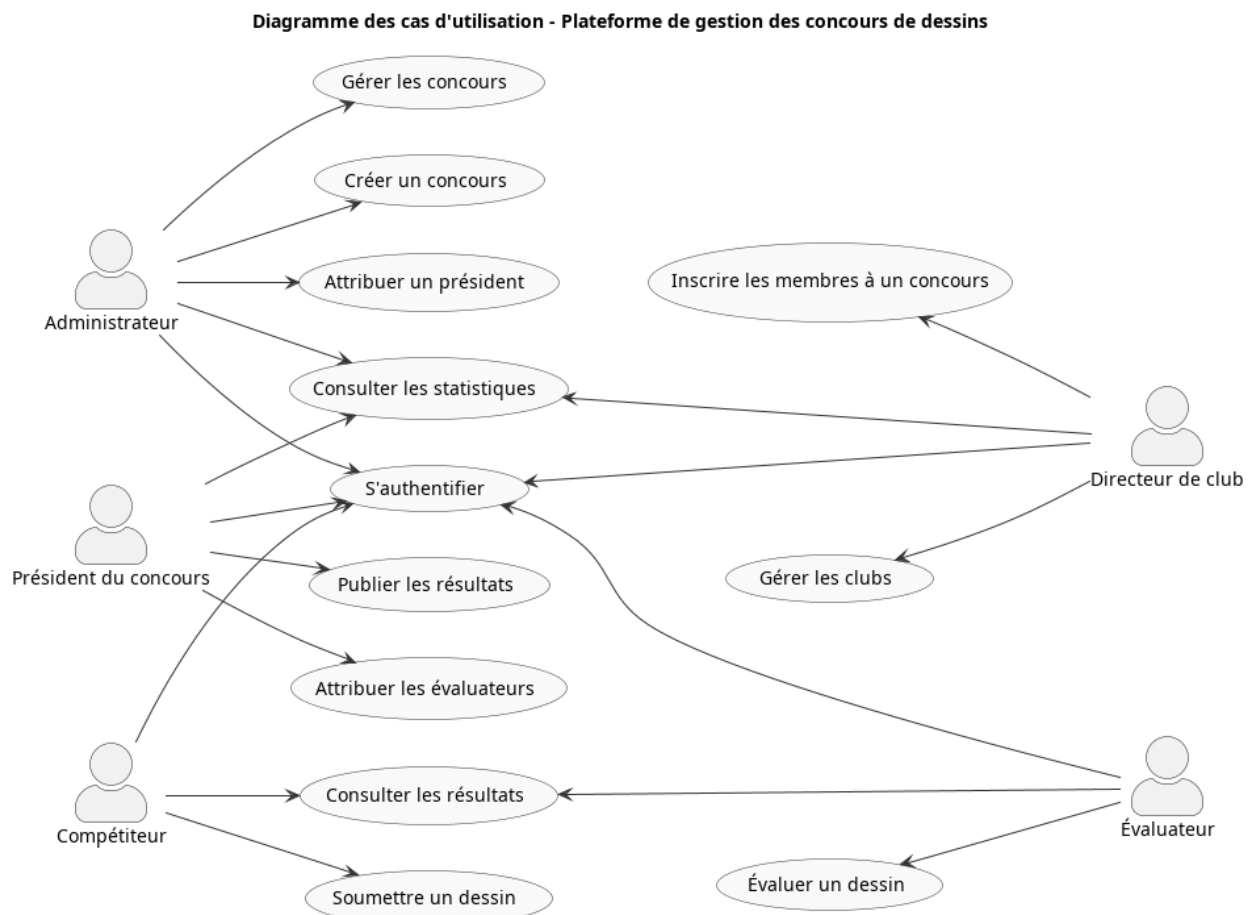 Diagramme des cas d'utilisation - Plateforme de gestion des concours de dessins
Gérer les concours
Créer un concours
Attribuer un président
Inscrire les membres à un concours
Administrateur
Consulter les statistiques
S'authentifier
Directeur de club
Président du concours
Publier les résultats
Gérer les clubs
Attribuer les évaluateurs
Consulter les résultats
Compétiteur
Évaluateur
Soumettre un dessin
Évaluer un dessin